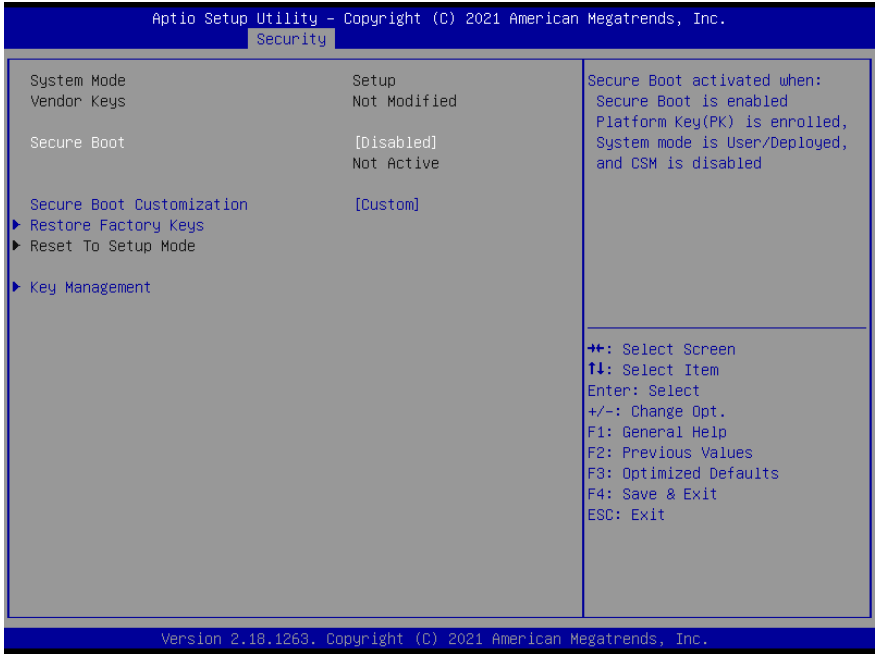 Aptio Setup Utility – Copyright (C) 2021 American Megatrends, Inc.
Security
System Mode Setup
Vendor Keys Not Modified
Secure Boot [Disabled]
Not Active
Secure Boot Customization [Custom]
Restore Factory Keys
Reset To Setup Mode
Key Management
Secure Boot activated when:
Secure Boot is enabled
Platform Key(PK) is enrolled,
System mode is User/Deployed,
and CSM is disabled
→←: Select Screen
↑↓: Select Item
Enter: Select
+/-: Change Opt.
F1: General Help
F2: Previous Values
F3: Optimized Defaults
F4: Save & Exit
ESC: Exit
Version 2.18.1263. Copyright (C) 2021 American Megatrends, Inc.